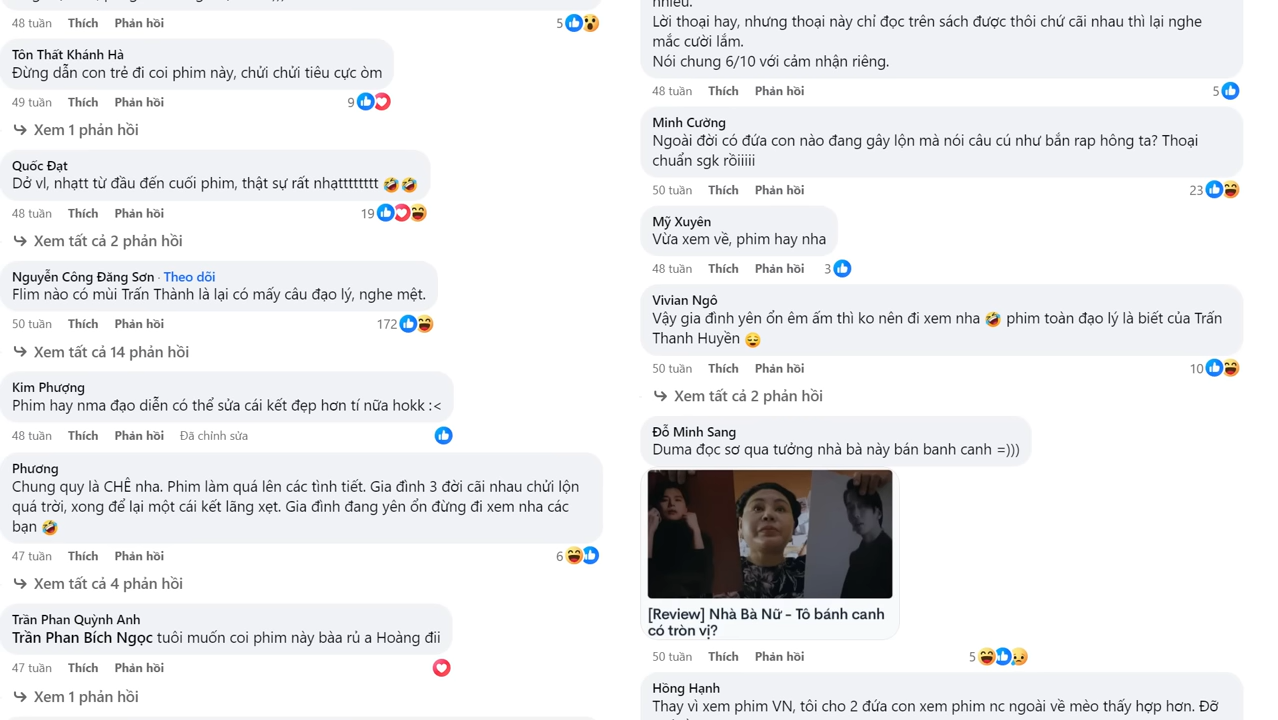 48 tuần Thích Phản hồi 5
Tôn Thất Khánh Hà
Đừng dẫn con trẻ đi coi phim này, chửi chửi tiêu cực òm
49 tuần Thích Phản hồi 9
Xem 1 phản hồi
Quốc Đạt
Dở vl, nhạtt từ đầu đến cuối phim, thật sự rất nhạtttttttt 🤣🤣
48 tuần Thích Phản hồi 19
Xem tất cả 2 phản hồi
Nguyễn Công Đăng Sơn · Theo dõi
Flim nào có mùi Trấn Thành là lại có mấy câu đạo lý, nghe mệt.
50 tuần Thích Phản hồi 172
Xem tất cả 14 phản hồi
Kim Phượng
Phim hay nma đạo diễn có thể sửa cái kết đẹp hơn tí nữa hokk :<
48 tuần Thích Phản hồi Đã chỉnh sửa
Phương
Chung quy là CHÊ nha. Phim làm quá lên các tình tiết. Gia đình 3 đời cãi nhau chửi lộn
quá trời, xong để lại một cái kết lãng xẹt. Gia đình đang yên ổn đừng đi xem nha các
bạn 🤣
47 tuần Thích Phản hồi 6
Xem tất cả 4 phản hồi
Trần Phan Quỳnh Anh
Trần Phan Bích Ngọc tuôi muốn coi phim này bàa rủ a Hoàng đii
47 tuần Thích Phản hồi
Xem 1 phản hồi
nhiều.
Lời thoại hay, nhưng thoại này chỉ đọc trên sách được thôi chứ cãi nhau thì lại nghe
mắc cười lắm.
Nói chung 6/10 với cảm nhận riêng.
48 tuần Thích Phản hồi 5
Minh Cường
Ngoài đời có đứa con nào đang gây lộn mà nói câu cú như bắn rap hông ta? Thoại
chuẩn sgk rồiiiii
50 tuần Thích Phản hồi 23
Mỹ Xuyên
Vừa xem về, phim hay nha
48 tuần Thích Phản hồi 3
Vivian Ngô
Vậy gia đình yên ổn êm ấm thì ko nên đi xem nha 🤣 phim toàn đạo lý là biết của Trấn
Thanh Huyền 😌
50 tuần Thích Phản hồi 10
Xem tất cả 2 phản hồi
Đỗ Minh Sang
Duma đọc sơ qua tưởng nhà bà này bán banh canh =)))
[Review] Nhà Bà Nữ - Tô bánh canh
có tròn vị?
50 tuần Thích Phản hồi 5
Hồng Hạnh
Thay vì xem phim VN, tôi cho 2 đứa con xem phim nc ngoài về mèo thấy hợp hơn. Đỡ